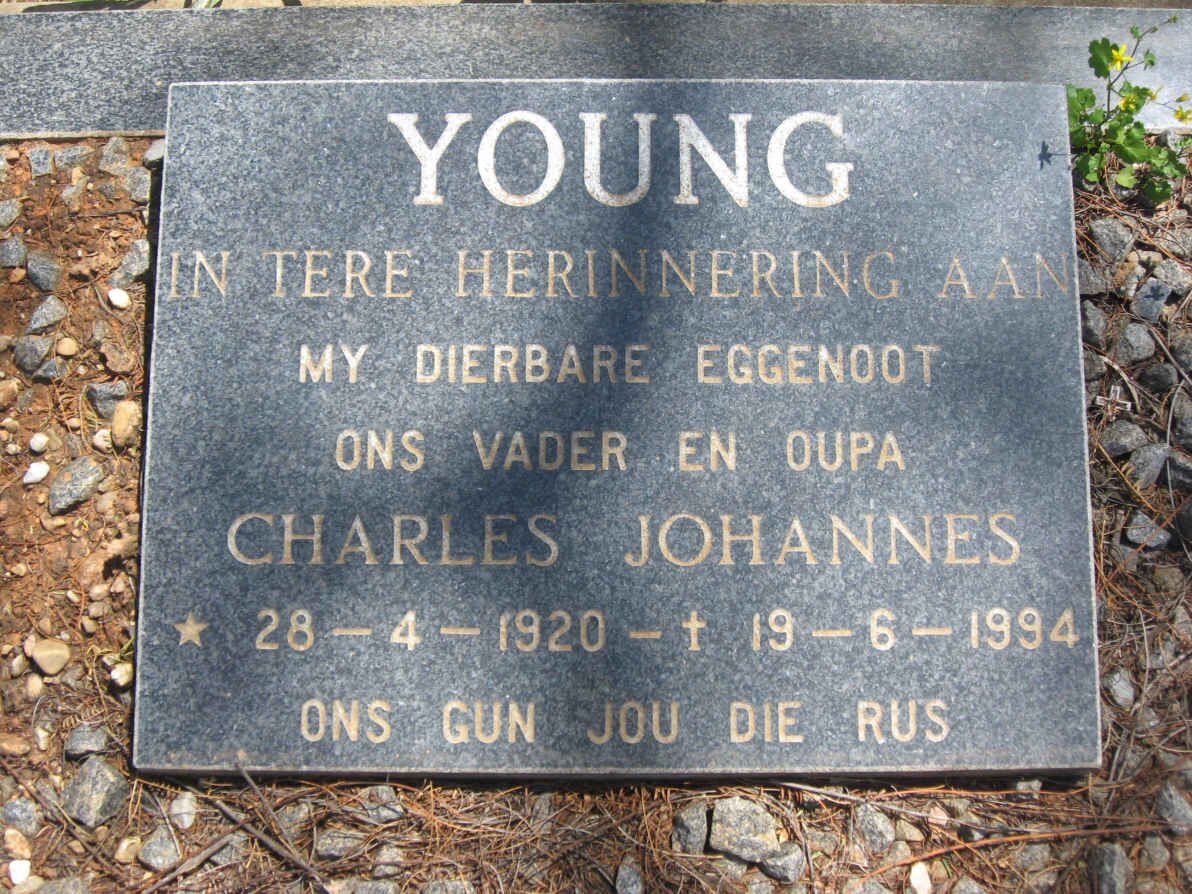 YOUNG
IN TERE HERINNERING AAN
MY DIERBARE EGGENOOT
ONS VADER EN OUPA
CHARLES JOHANNES
★ 28 – 4 – 1920 – ✝ 19 – 6 – 1994
ONS GUN JOU DIE RUS